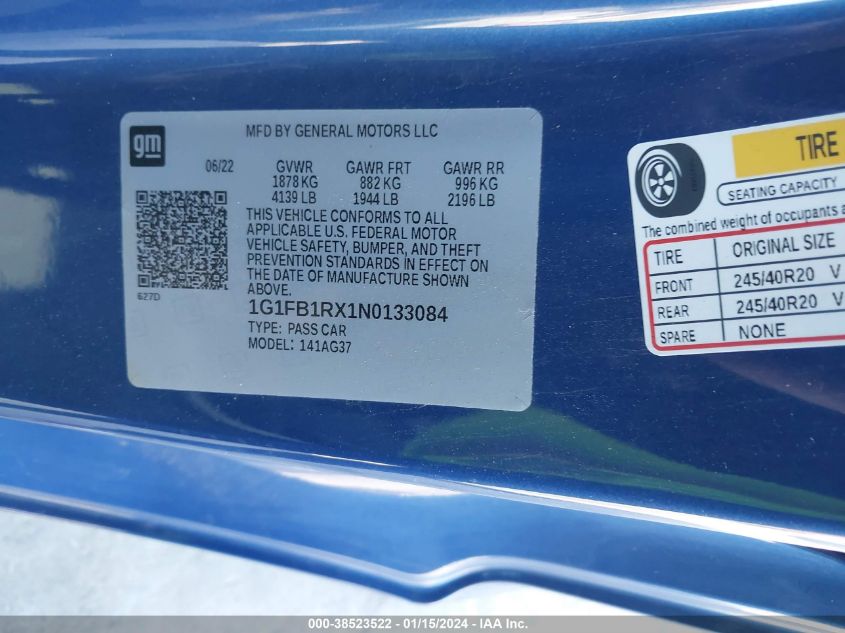 gm
MFD BY GENERAL MOTORS LLC
06/22 GVWR GAWR FRT GAWR RR
1878 KG 882 KG 996 KG
4139 LB 1944 LB 2196 LB
THIS VEHICLE CONFORMS TO ALL
APPLICABLE U.S. FEDERAL MOTOR
VEHICLE SAFETY, BUMPER, AND THEFT
PREVENTION STANDARDS IN EFFECT ON
THE DATE OF MANUFACTURE SHOWN
ABOVE.
627D
1G1FB1RX1N0133084
TYPE: PASS CAR
MODEL: 141AG37
TIRE
SEATING CAPACITY
The combined weight of occupants a
TIRE ORIGINAL SIZE
FRONT 245/40R20 V
REAR 245/40R20 V
SPARE NONE
000-38523522 - 01/15/2024 - IAA Inc.